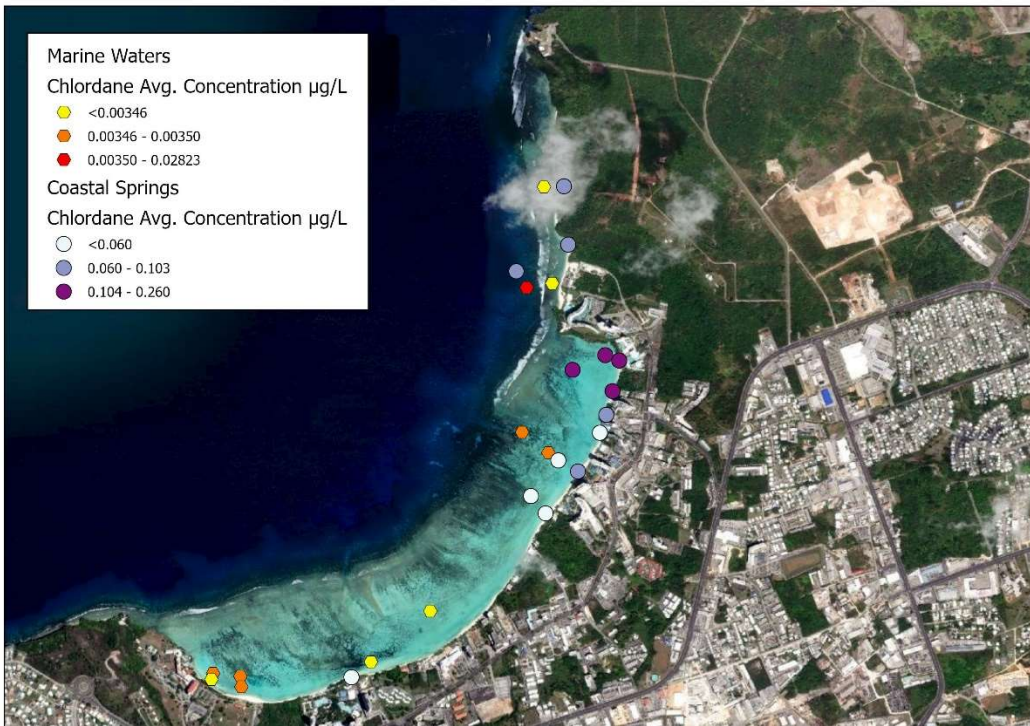 Marine Waters
Chlordane Avg. Concentration µg/L
<0.00346
0.00346 - 0.00350
0.00350 - 0.02823
Coastal Springs
Chlordane Avg. Concentration µg/L
<0.060
0.060 - 0.103
0.104 - 0.260